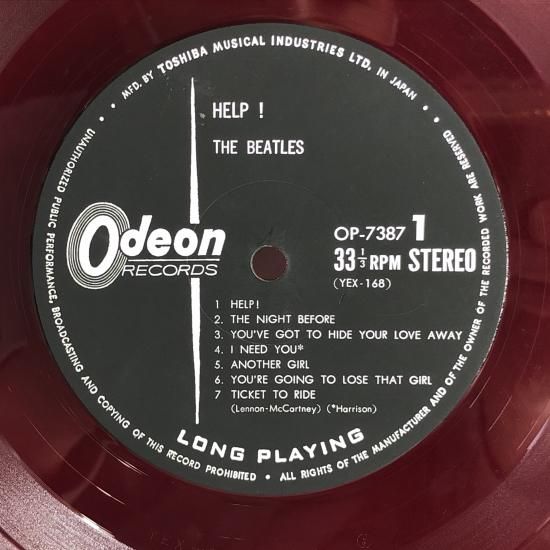 • MFD. BY TOSHIBA MUSICAL INDUSTRIES LTD. IN JAPAN •
HELP !
THE BEATLES
Odeon
RECORDS
OP-7387 1
33 1/3 RPM STEREO
(YEX-168)
1 HELP!
2. THE NIGHT BEFORE
3. YOU'VE GOT TO HIDE YOUR LOVE AWAY
4. I NEED YOU*
5. ANOTHER GIRL
6. YOU'RE GOING TO LOSE THAT GIRL
7 TICKET TO RIDE
(Lennon-McCartney) (*Harrison)
LONG PLAYING
• UNAUTHORIZED PUBLIC PERFORMANCE, BROADCASTING AND COPYING OF THIS RECORD PROHIBITED • ALL RIGHTS OF THE MANUFACTURER AND OF THE OWNER OF THE RECORDED WORK ARE RESERVED •